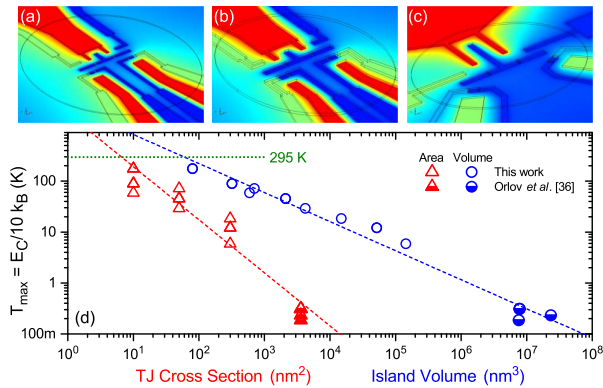 (a)
(b)
(c)
295 K
Area Volume
This work
Orlov et al. [36]
T_max = E_C/10 k_B (K)
100
10
1
100m
(d)
10^0 10^1 10^2 10^3 10^4 10^5 10^6 10^7 10^8
TJ Cross Section (nm^2) Island Volume (nm^3)